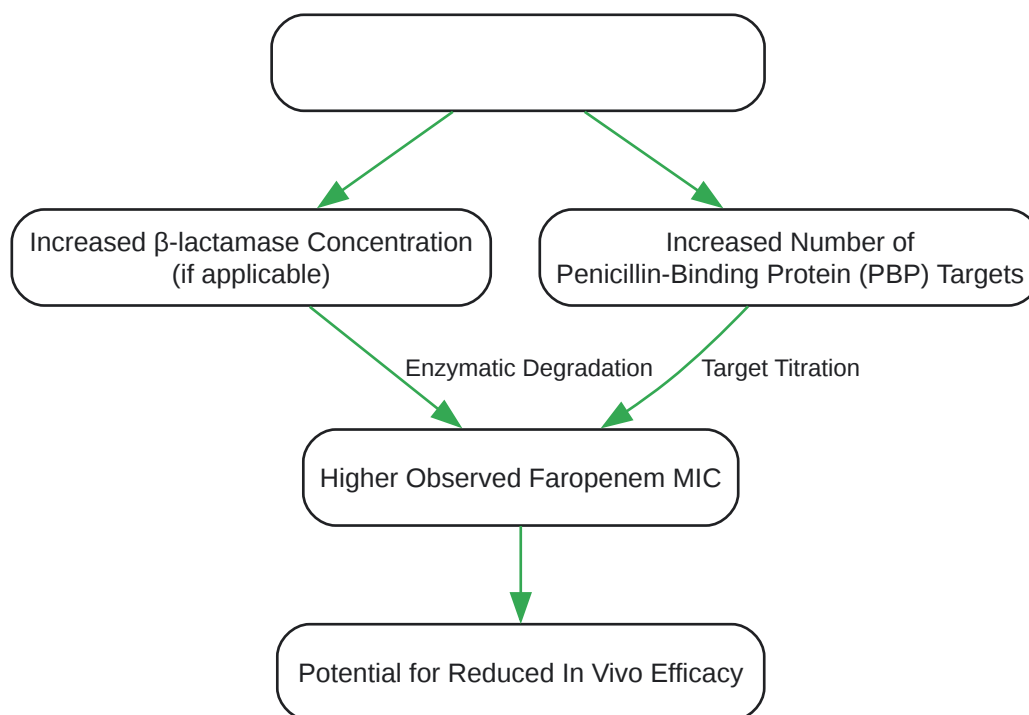 Increased β-lactamase Concentration
(if applicable)
Increased Number of
Penicillin-Binding Protein (PBP) Targets
Enzymatic Degradation
Target Titration
Higher Observed Faropenem MIC
Potential for Reduced In Vivo Efficacy